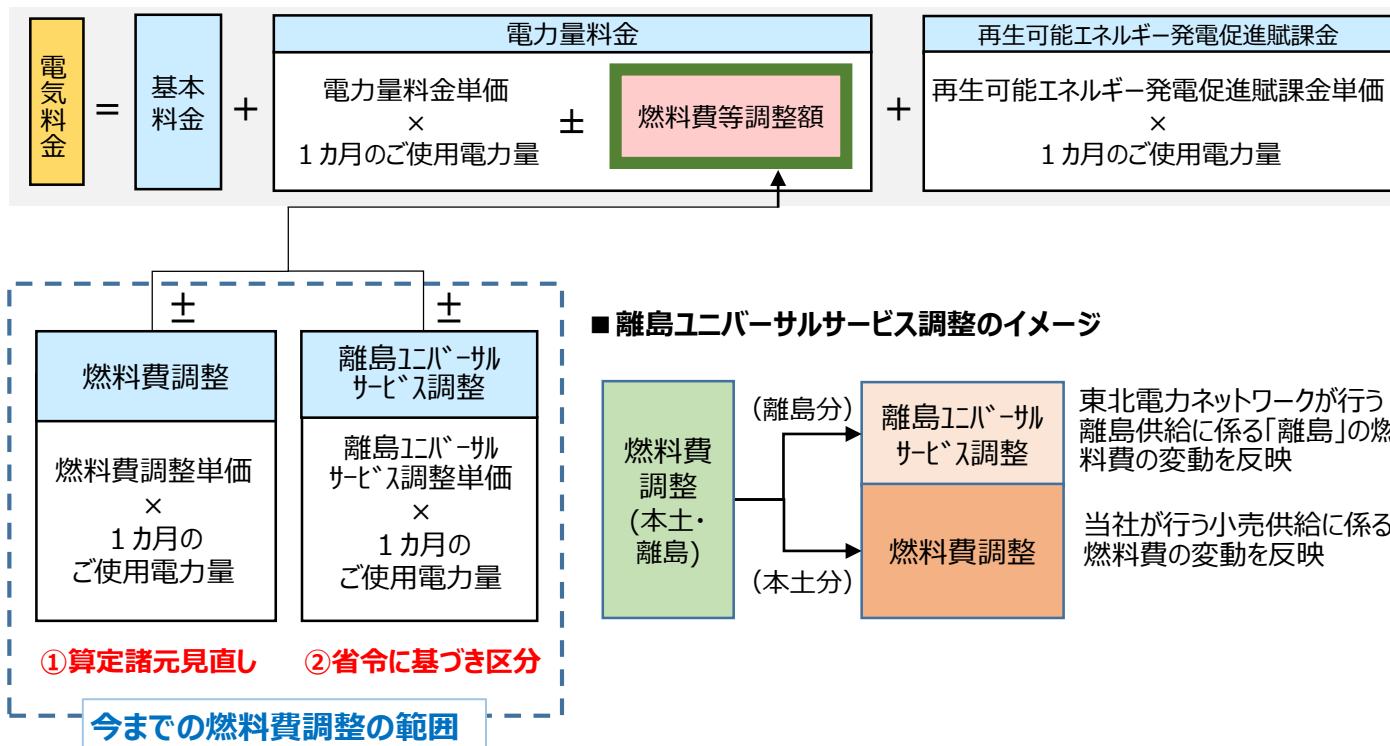 電気料金
=
基本
料金
+
電力量料金
電力量料金単価
×
1カ月のご使用電力量
±
燃料費等調整額
+
再生可能エネルギー発電促進賦課金
再生可能エネルギー発電促進賦課金単価
×
1カ月のご使用電力量
±
燃料費調整
燃料費調整単価
×
1カ月の
ご使用電力量
①算定諸元見直し
±
離島ユニバーサル
サービス調整
離島ユニバーサル
サービス調整単価
×
1カ月の
ご使用電力量
②省令に基づき区分
今までの燃料費調整の範囲
■離島ユニバーサルサービス調整のイメージ
燃料費
調整
(本土・
離島)
(離島分)
(本土分)
離島ユニバーサル
サービス調整
東北電力ネットワークが行う
離島供給に係る「離島」の燃
料費の変動を反映
燃料費調整
当社が行う小売供給に係る
燃料費の変動を反映